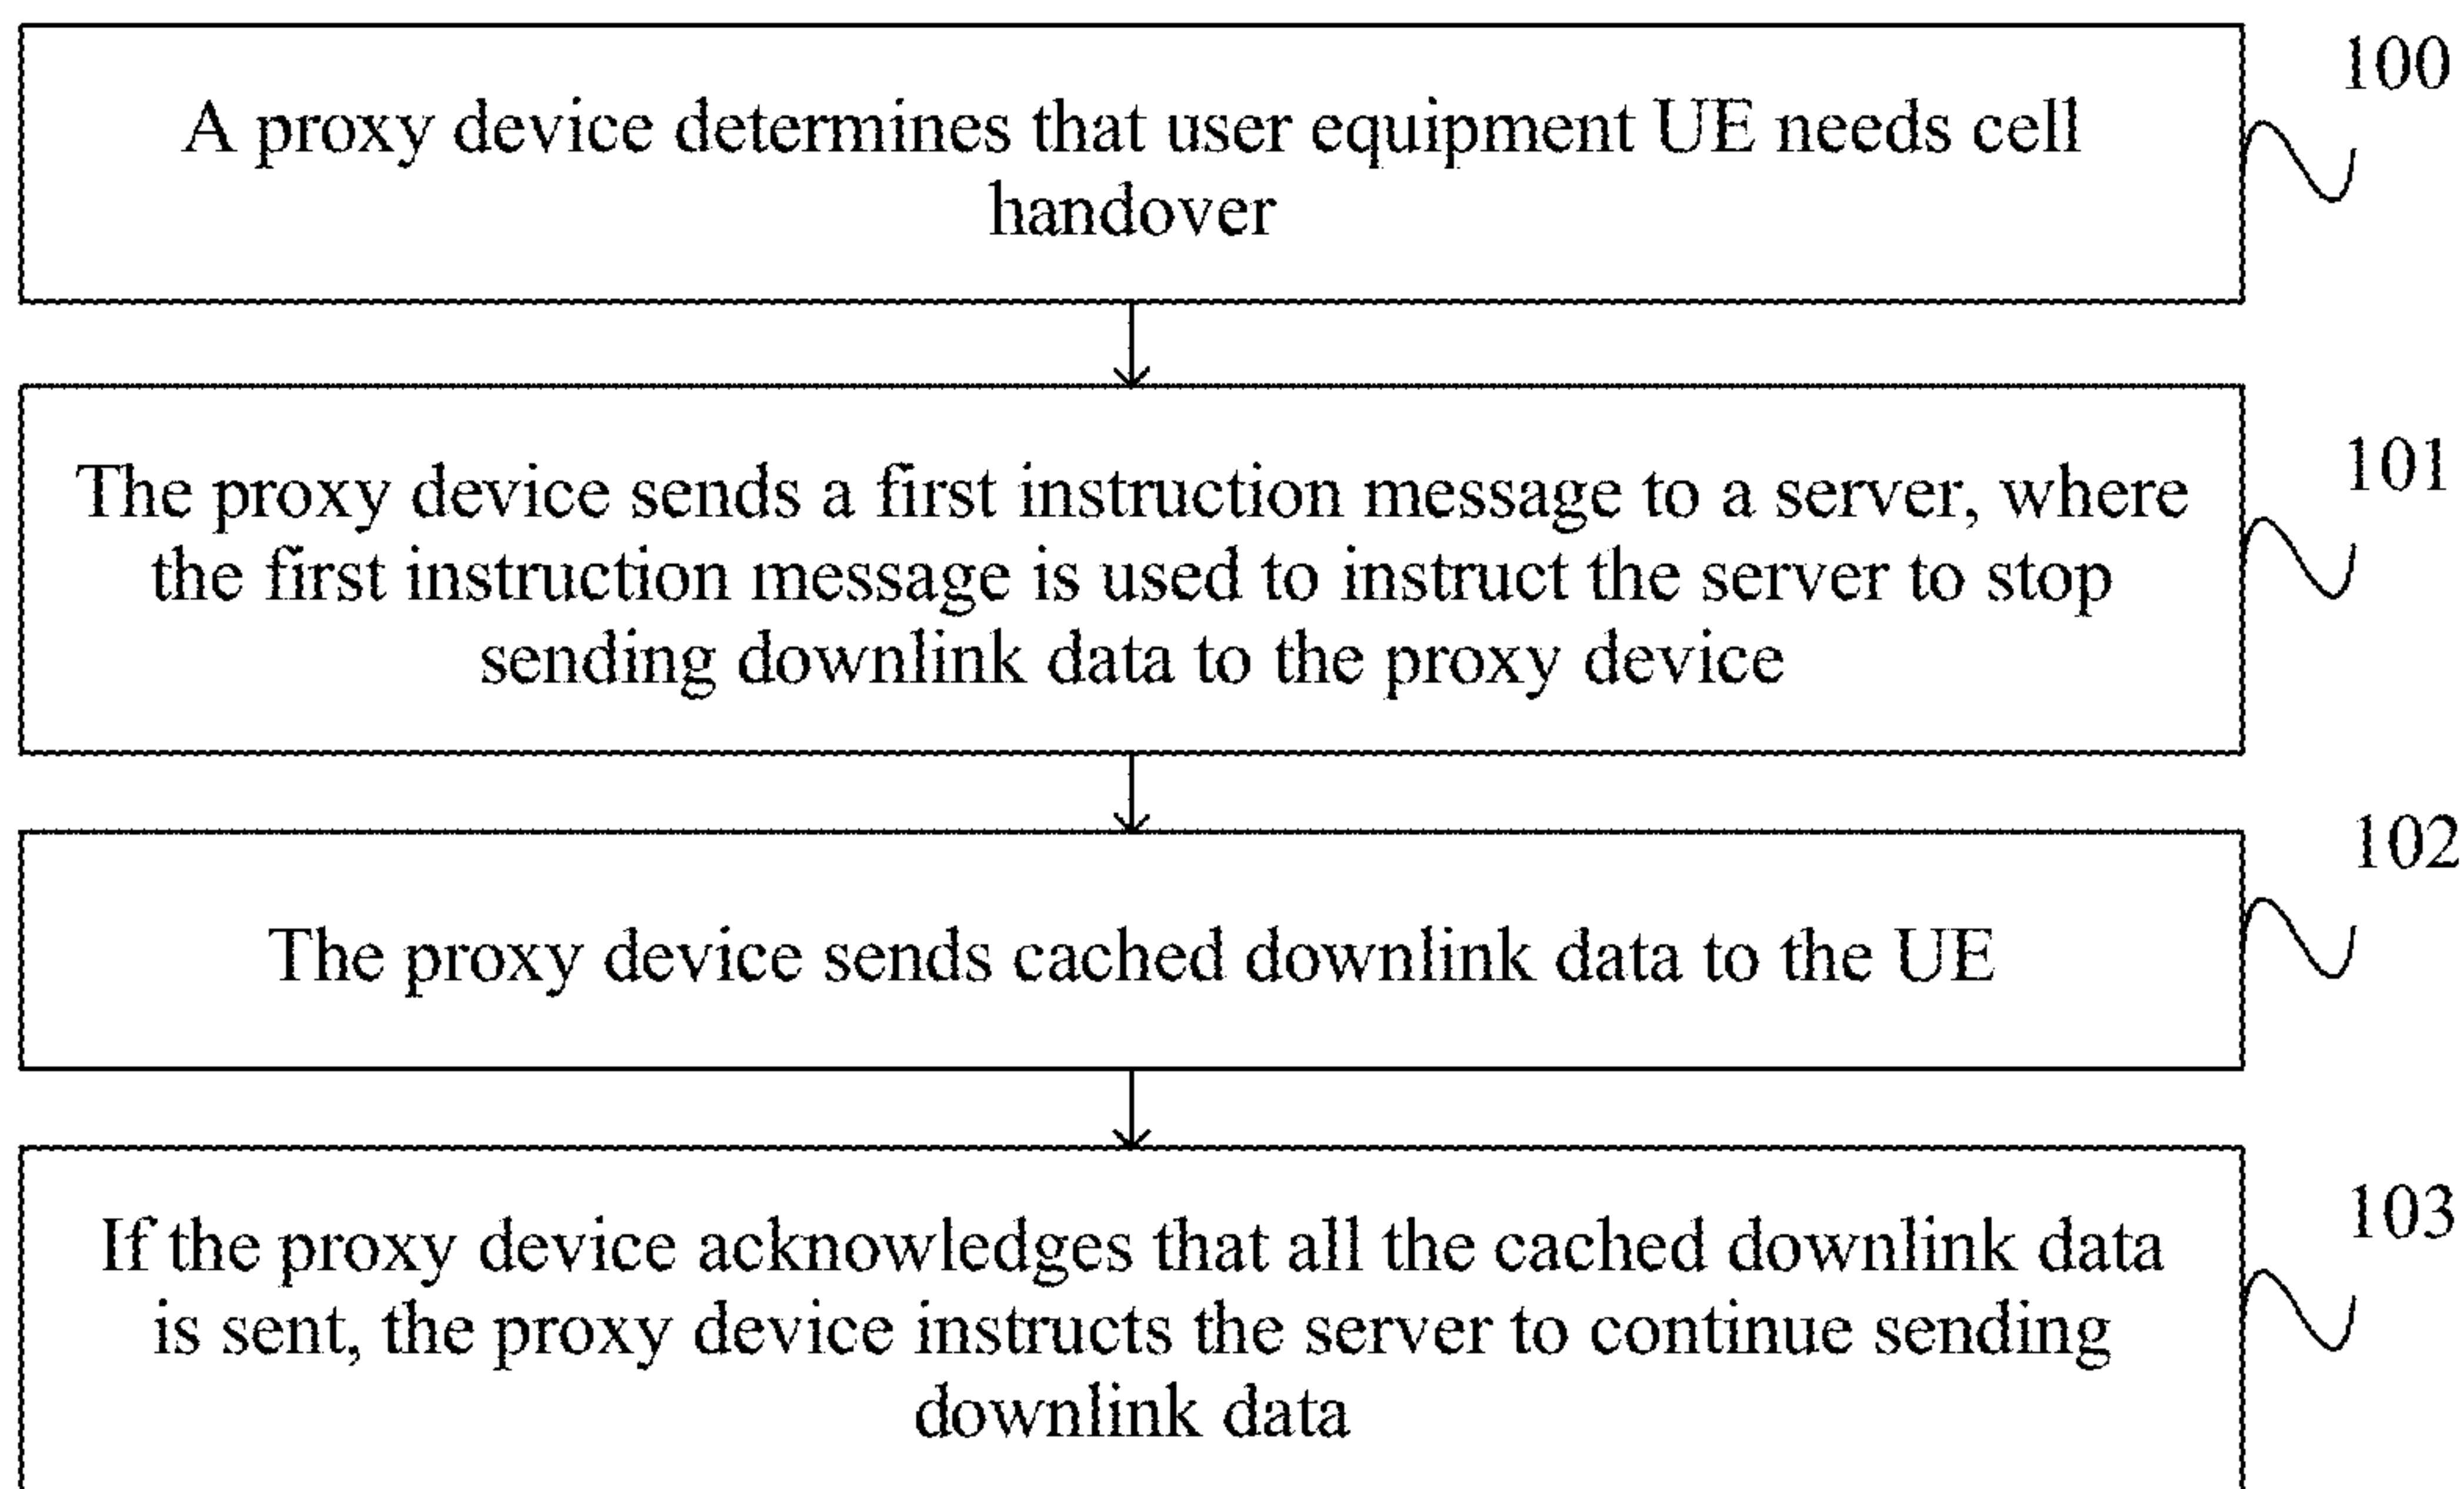 100
A proxy device determines that user equipment UE needs cell
handover
101
The proxy device sends a first instruction message to a server, where
the first instruction message is used to instruct the server to stop
sending downlink data to the proxy device
102
The proxy device sends cached downlink data to the UE
103
If the proxy device acknowledges that all the cached downlink data
is sent, the proxy device instructs the server to continue sending
downlink data